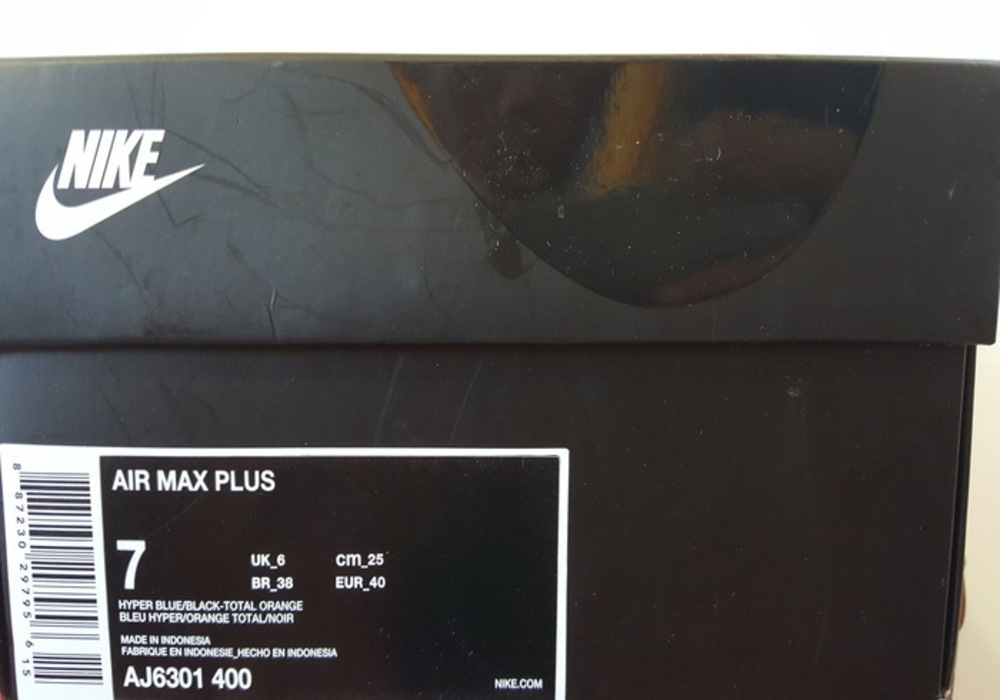 NIKE
AIR MAX PLUS
7
UK_6 cm_25
BR_38 EUR_40
HYPER BLUE/BLACK-TOTAL ORANGE
BLEU HYPER/ORANGE TOTAL/NOIR
MADE IN INDONESIA
FABRIQUE EN INDONESIE_HECHO EN INDONESIA
AJ6301 400
NIKE.COM
8 87230 29795 6 15